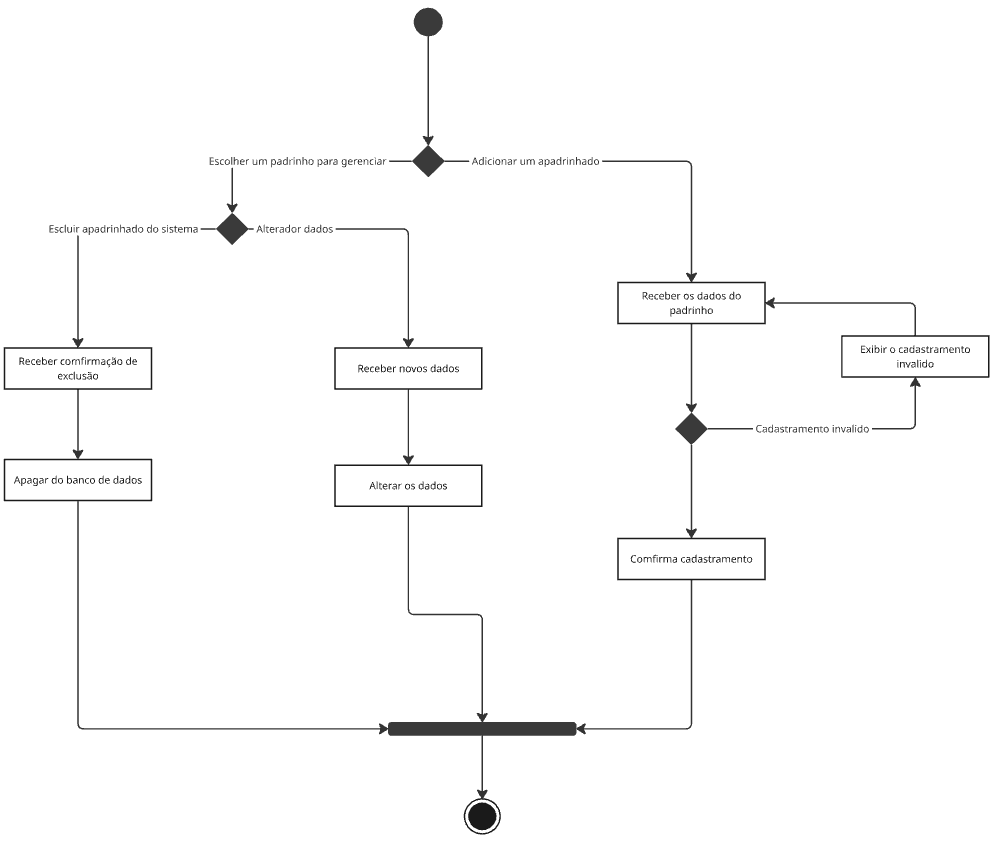 Escolher um padrinho para gerenciar
Adicionar um apadrinhado
Escluir apadrinhado do sistema
Alterador dados
Receber os dados do
padrinho
Exibir o cadastramento
invalido
Receber comfirmação de
exclusão
Receber novos dados
Cadastramento invalido
Apagar do banco de dados
Alterar os dados
Comfirma cadastramento